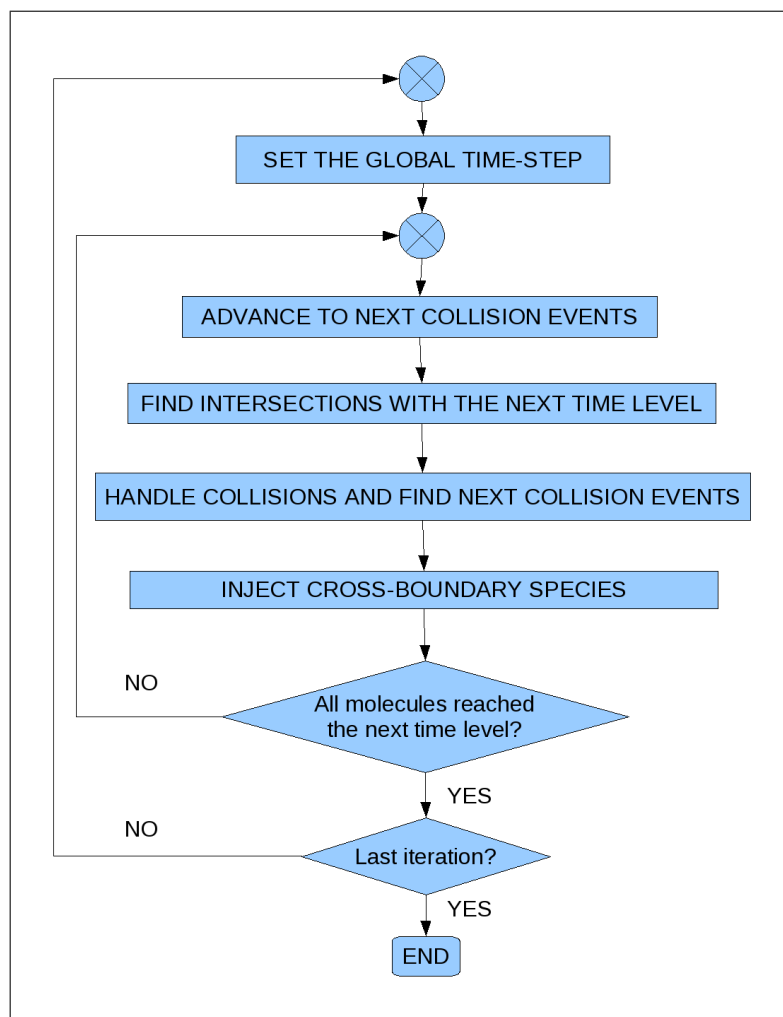 SET THE GLOBAL TIME-STEP
ADVANCE TO NEXT COLLISION EVENTS
FIND INTERSECTIONS WITH THE NEXT TIME LEVEL
HANDLE COLLISIONS AND FIND NEXT COLLISION EVENTS
INJECT CROSS-BOUNDARY SPECIES
NO
All molecules reached
the next time level?
YES
NO
Last iteration?
YES
END